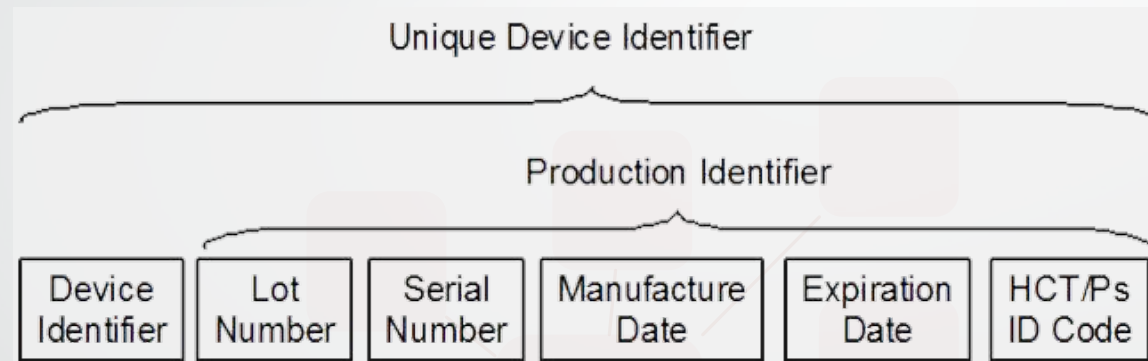 Unique Device Identifier
Production Identifier
Device
Identifier
Lot
Number
Serial
Number
Manufacture
Date
Expiration
Date
HCT/Ps
ID Code